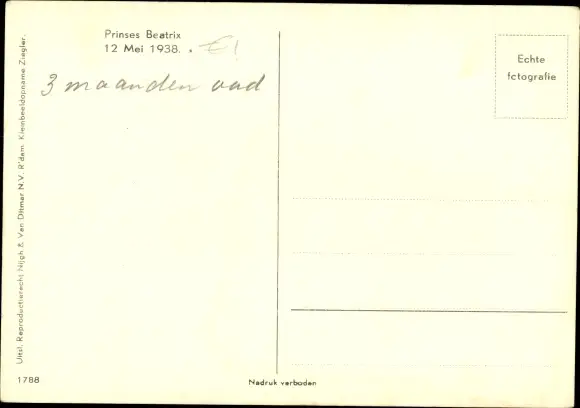 Prinses Beatrix
12 Mei 1938.
3 maanden oud
Echte
fotografie
Uitsl. Reproductierecht Nijgh & Van Ditmar N.V. R'dam. Kiembeeldopname Ziegler.
1788
Nadruk verboden